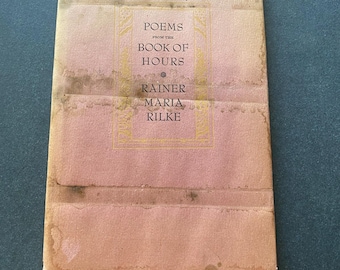 POEMS
FROM THE
BOOK OF
HOURS
RAINER
MARIA
RILKE